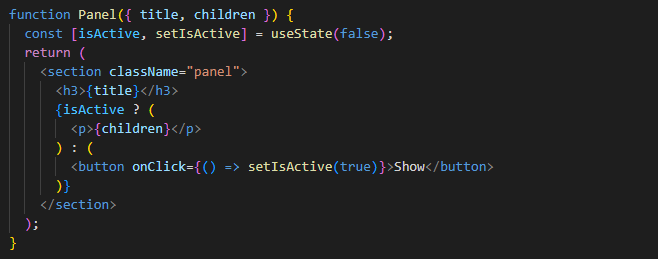 function Panel({ title, children }) {
  const [isActive, setIsActive] = useState(false);
  return (
    <section className="panel">
      <h3>{title}</h3>
      {isActive ? (
        <p>{children}</p>
      ) : (
        <button onClick={() => setIsActive(true)}>Show</button>
      )}
    </section>
  );
}